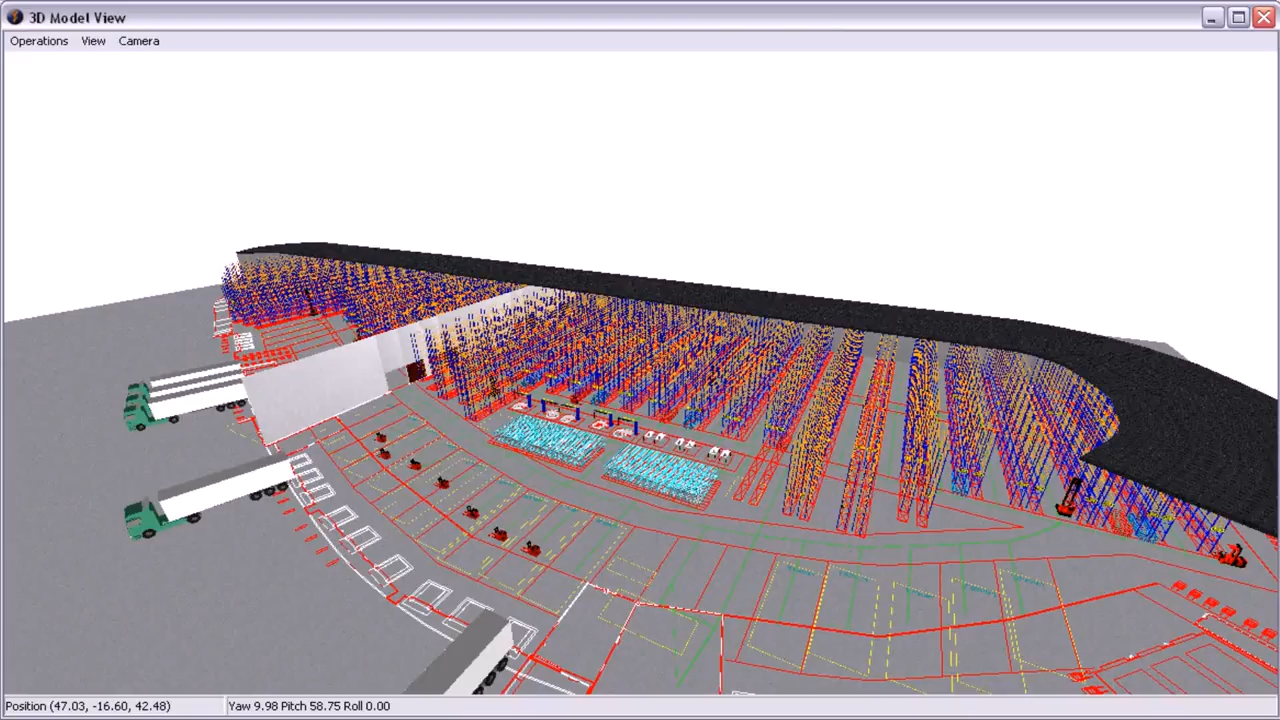 3D Model View
Operations View Camera
Position (47.03, -16.60, 42.48) Yaw 9.98 Pitch 58.75 Roll 0.00